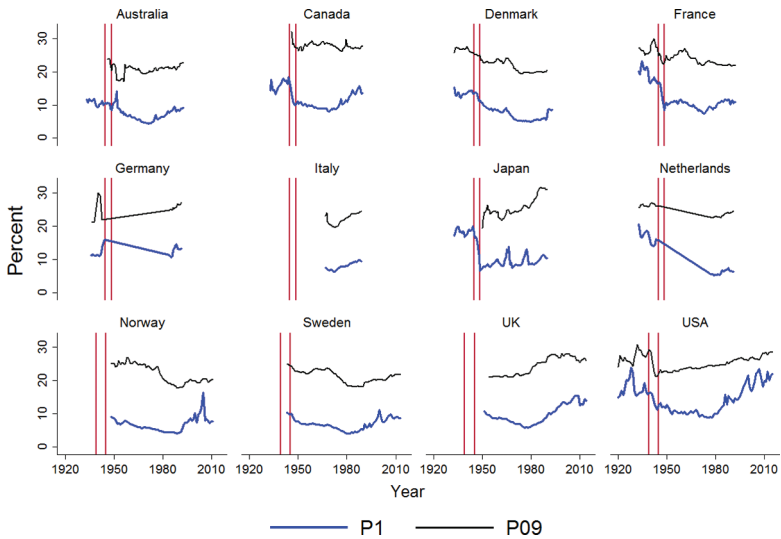 Australia Canada Denmark France
30
20
10
0
Germany Italy Japan Netherlands
30
20
10
0
Percent
Norway Sweden UK USA
30
20
10
0
1920 1950 1980 2010 1920 1950 1980 2010 1920 1950 1980 2010 1920 1950 1980 2010
Year
P1 P09